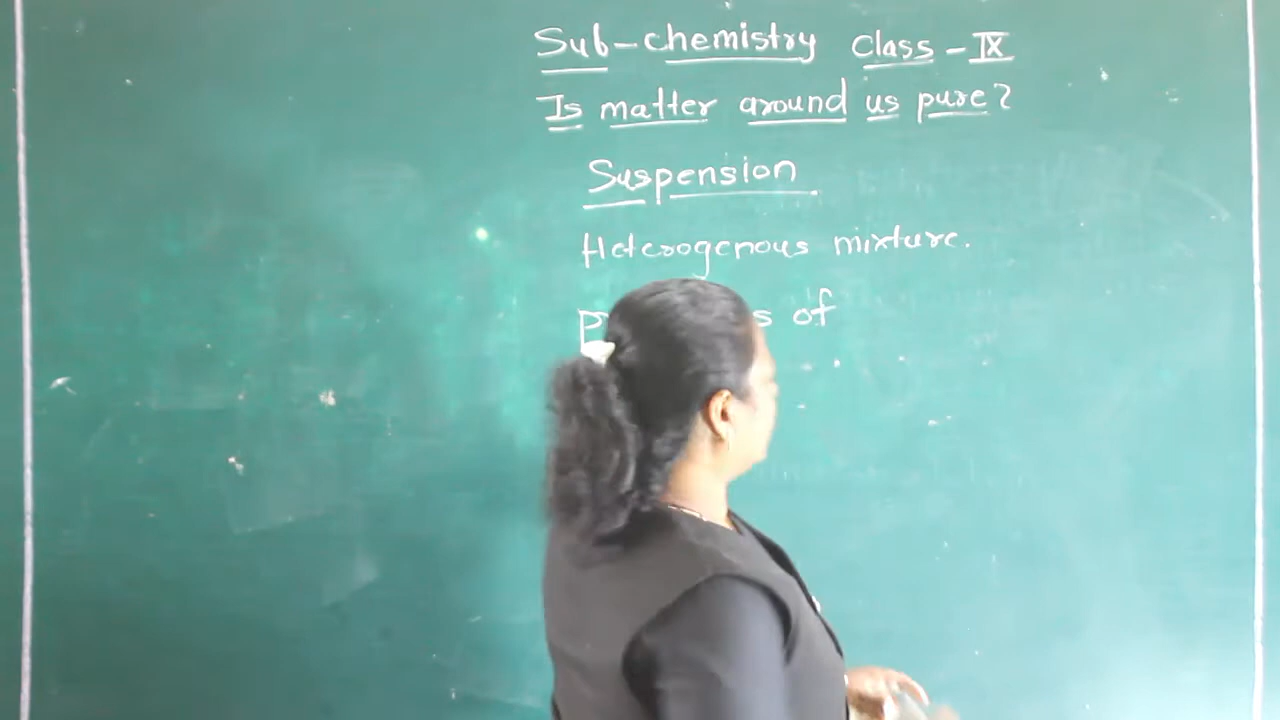 Sub-chemistry Class-IX
Is matter around us pure?
Suspension
Heterogenous mixture.
of